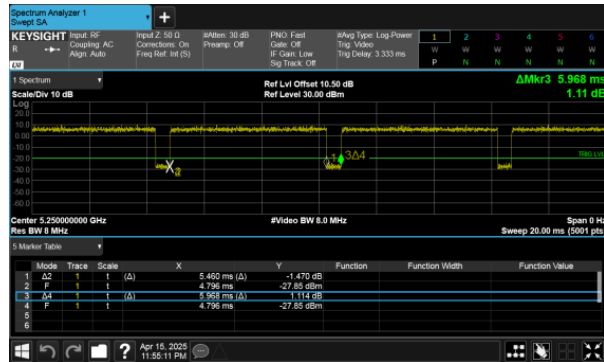 Spectrum Analyzer 1
Swept SA
+
KEYSIGHT Input: RF Input Z: 50 Ω #Atten: 30 dB PNO: Fast #Avg Type: Log-Power 1 2 3 4 5 6
R Coupling: AC Corrections: On Preamp: Off Gate: Off Trig: Video W W W W W W
Align: Auto Freq Ref: Int (S) IF Gain: Low Trig Delay: 3.333 ms
LXI Sig Track: Off P N N N N N
1 Spectrum Ref Lvl Offset 10.50 dB ΔMkr3 5.968 ms
Scale/Div 10 dB Ref Level 30.00 dBm 1.11 dB
Log
20.0
10.0
0.00
-10.0
-20.0 TRIG LVL
-30.0
-40.0
-50.0
-60.0
3Δ4
Center 5.250000000 GHz #Video BW 8.0 MHz Span 0 Hz
Res BW 8 MHz Sweep 20.00 ms (5001 pts)
5 Marker Table
Mode Trace Scale X Y Function Function Width Function Value
1 Δ2 1 t (Δ) 5.460 ms (Δ) -1.470 dB
2 F 1 t 4.796 ms -27.85 dBm
3 Δ4 1 t (Δ) 5.968 ms (Δ) 1.114 dB
4 F 1 t 4.796 ms -27.85 dBm
5
6
? Apr 15, 2025
11:55:11 PM